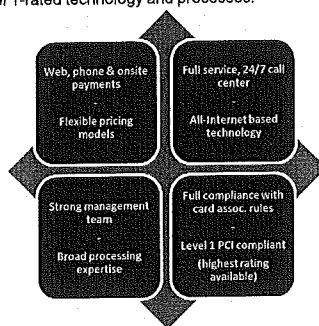 1-rated technology and processes.
Web, phone & onsite
payments
-
Flexible pricing
models
Full service, 24/7 call
center
-
All-Internet based
technology
Strong management
team
-
Broad processing
expertise
Full compliance with
card assoc. rules
-
Level 1 PCI compliant
(highest rating
available)